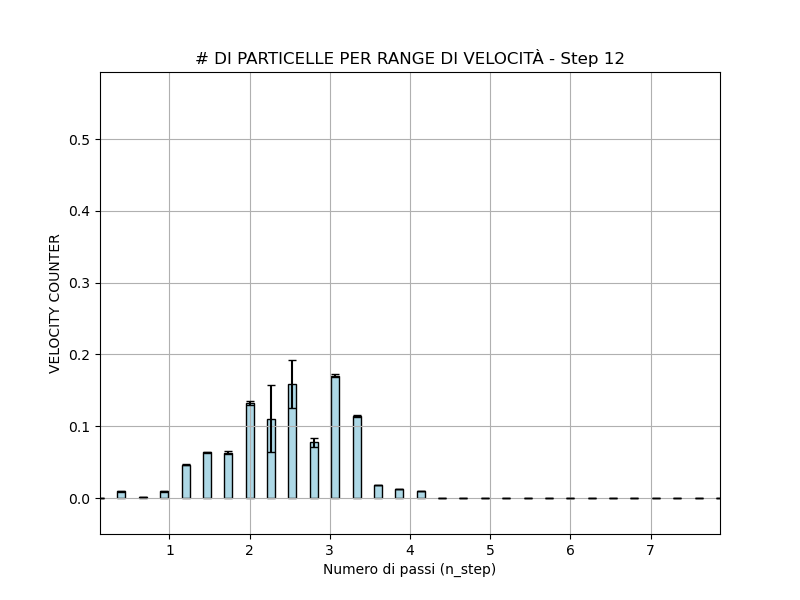 # DI PARTICELLE PER RANGE DI VELOCITÀ - Step 12
0.5
0.4
0.3
0.2
0.1
0.0
VELOCITY COUNTER
1 2 3 4 5 6 7
Numero di passi (n_step)